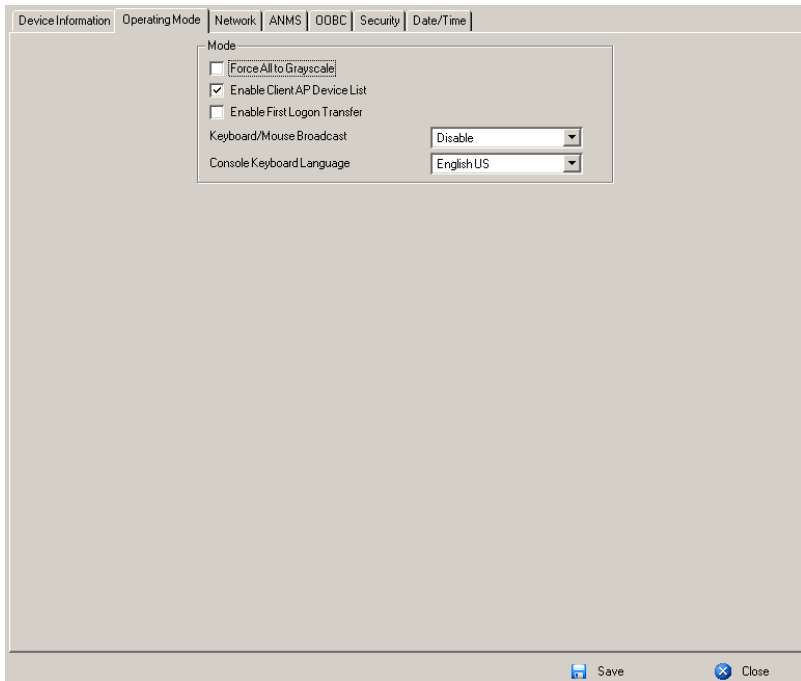 Device Information Operating Mode Network ANMS OOBC Security Date/Time
Mode
Force All to Grayscale
Enable Client AP Device List
Enable First Logon Transfer
Keyboard/Mouse Broadcast Disable
Console Keyboard Language English US
Save Close